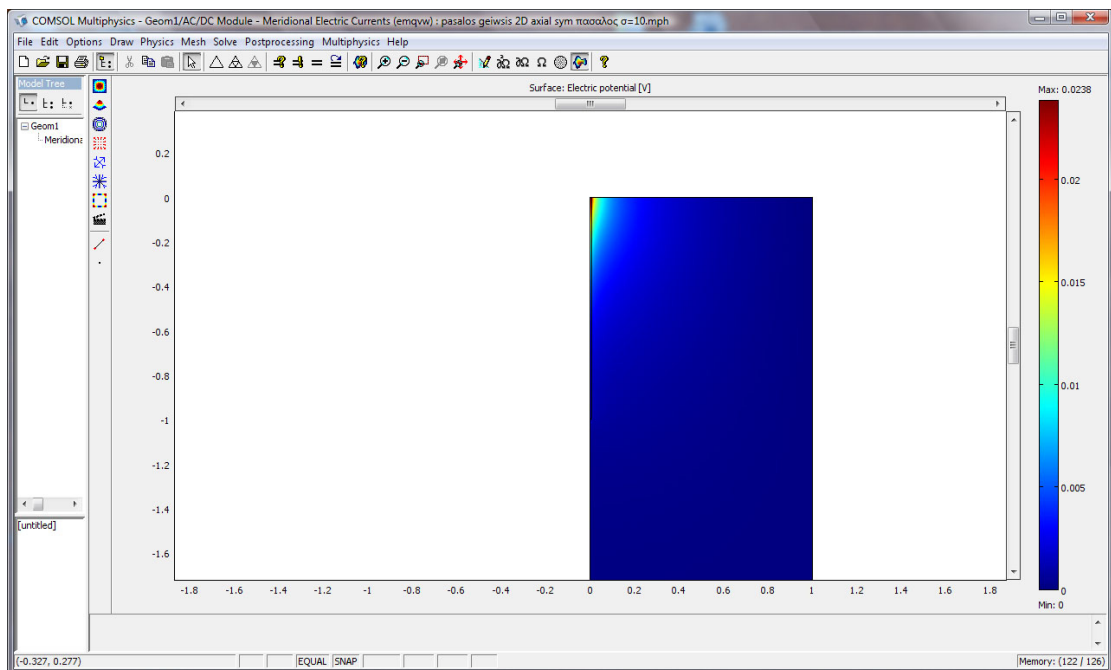 COMSOL Multiphysics - Geom1/AC/DC Module - Meridional Electric Currents (emqvw) : pasalos geiwsis 2D axial sym πασαλος σ=10.mph
File Edit Options Draw Physics Mesh Solve Postprocessing Multiphysics Help
Model Tree
Geom1
Meridiona
[untitled]
Surface: Electric potential [V]
Max: 0.0238
0.2
0
-0.2
-0.4
-0.6
-0.8
-1
-1.2
-1.4
-1.6
-1.8 -1.6 -1.4 -1.2 -1 -0.8 -0.6 -0.4 -0.2 0 0.2 0.4 0.6 0.8 1 1.2 1.4 1.6 1.8
0.02
0.015
0.01
0.005
0
Min: 0
(-0.327, 0.277)
EQUAL SNAP
Memory: (122 / 126)